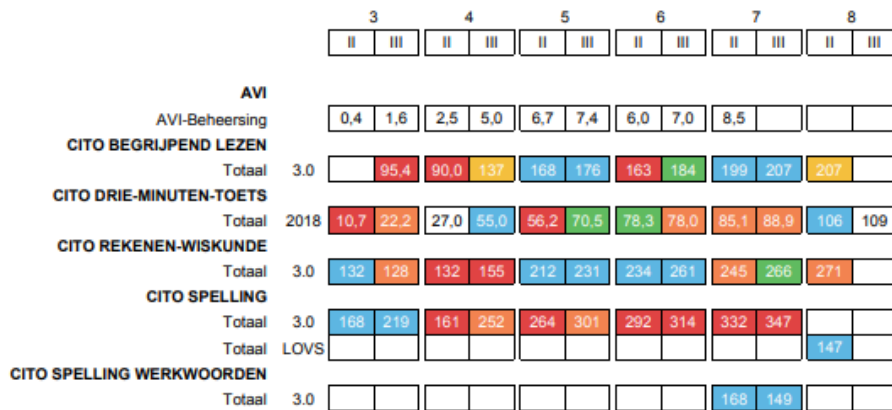 3 4 5 6 7 8
II III II III II III II III II III II III
AVI
AVI-Beheersing 0,4 1,6 2,5 5,0 6,7 7,4 6,0 7,0 8,5
CITO BEGRIJPEND LEZEN
Totaal 3.0 95,4 90,0 137 168 176 163 184 199 207 207
CITO DRIE-MINUTEN-TOETS
Totaal 2018 10,7 22,2 27,0 55,0 56,2 70,5 78,3 78,0 85,1 88,9 106 109
CITO REKENEN-WISKUNDE
Totaal 3.0 132 128 132 155 212 231 234 261 245 266 271
CITO SPELLING
Totaal 3.0 168 219 161 252 264 301 292 314 332 347
Totaal LOVS 147
CITO SPELLING WERKWOORDEN
Totaal 3.0 168 149